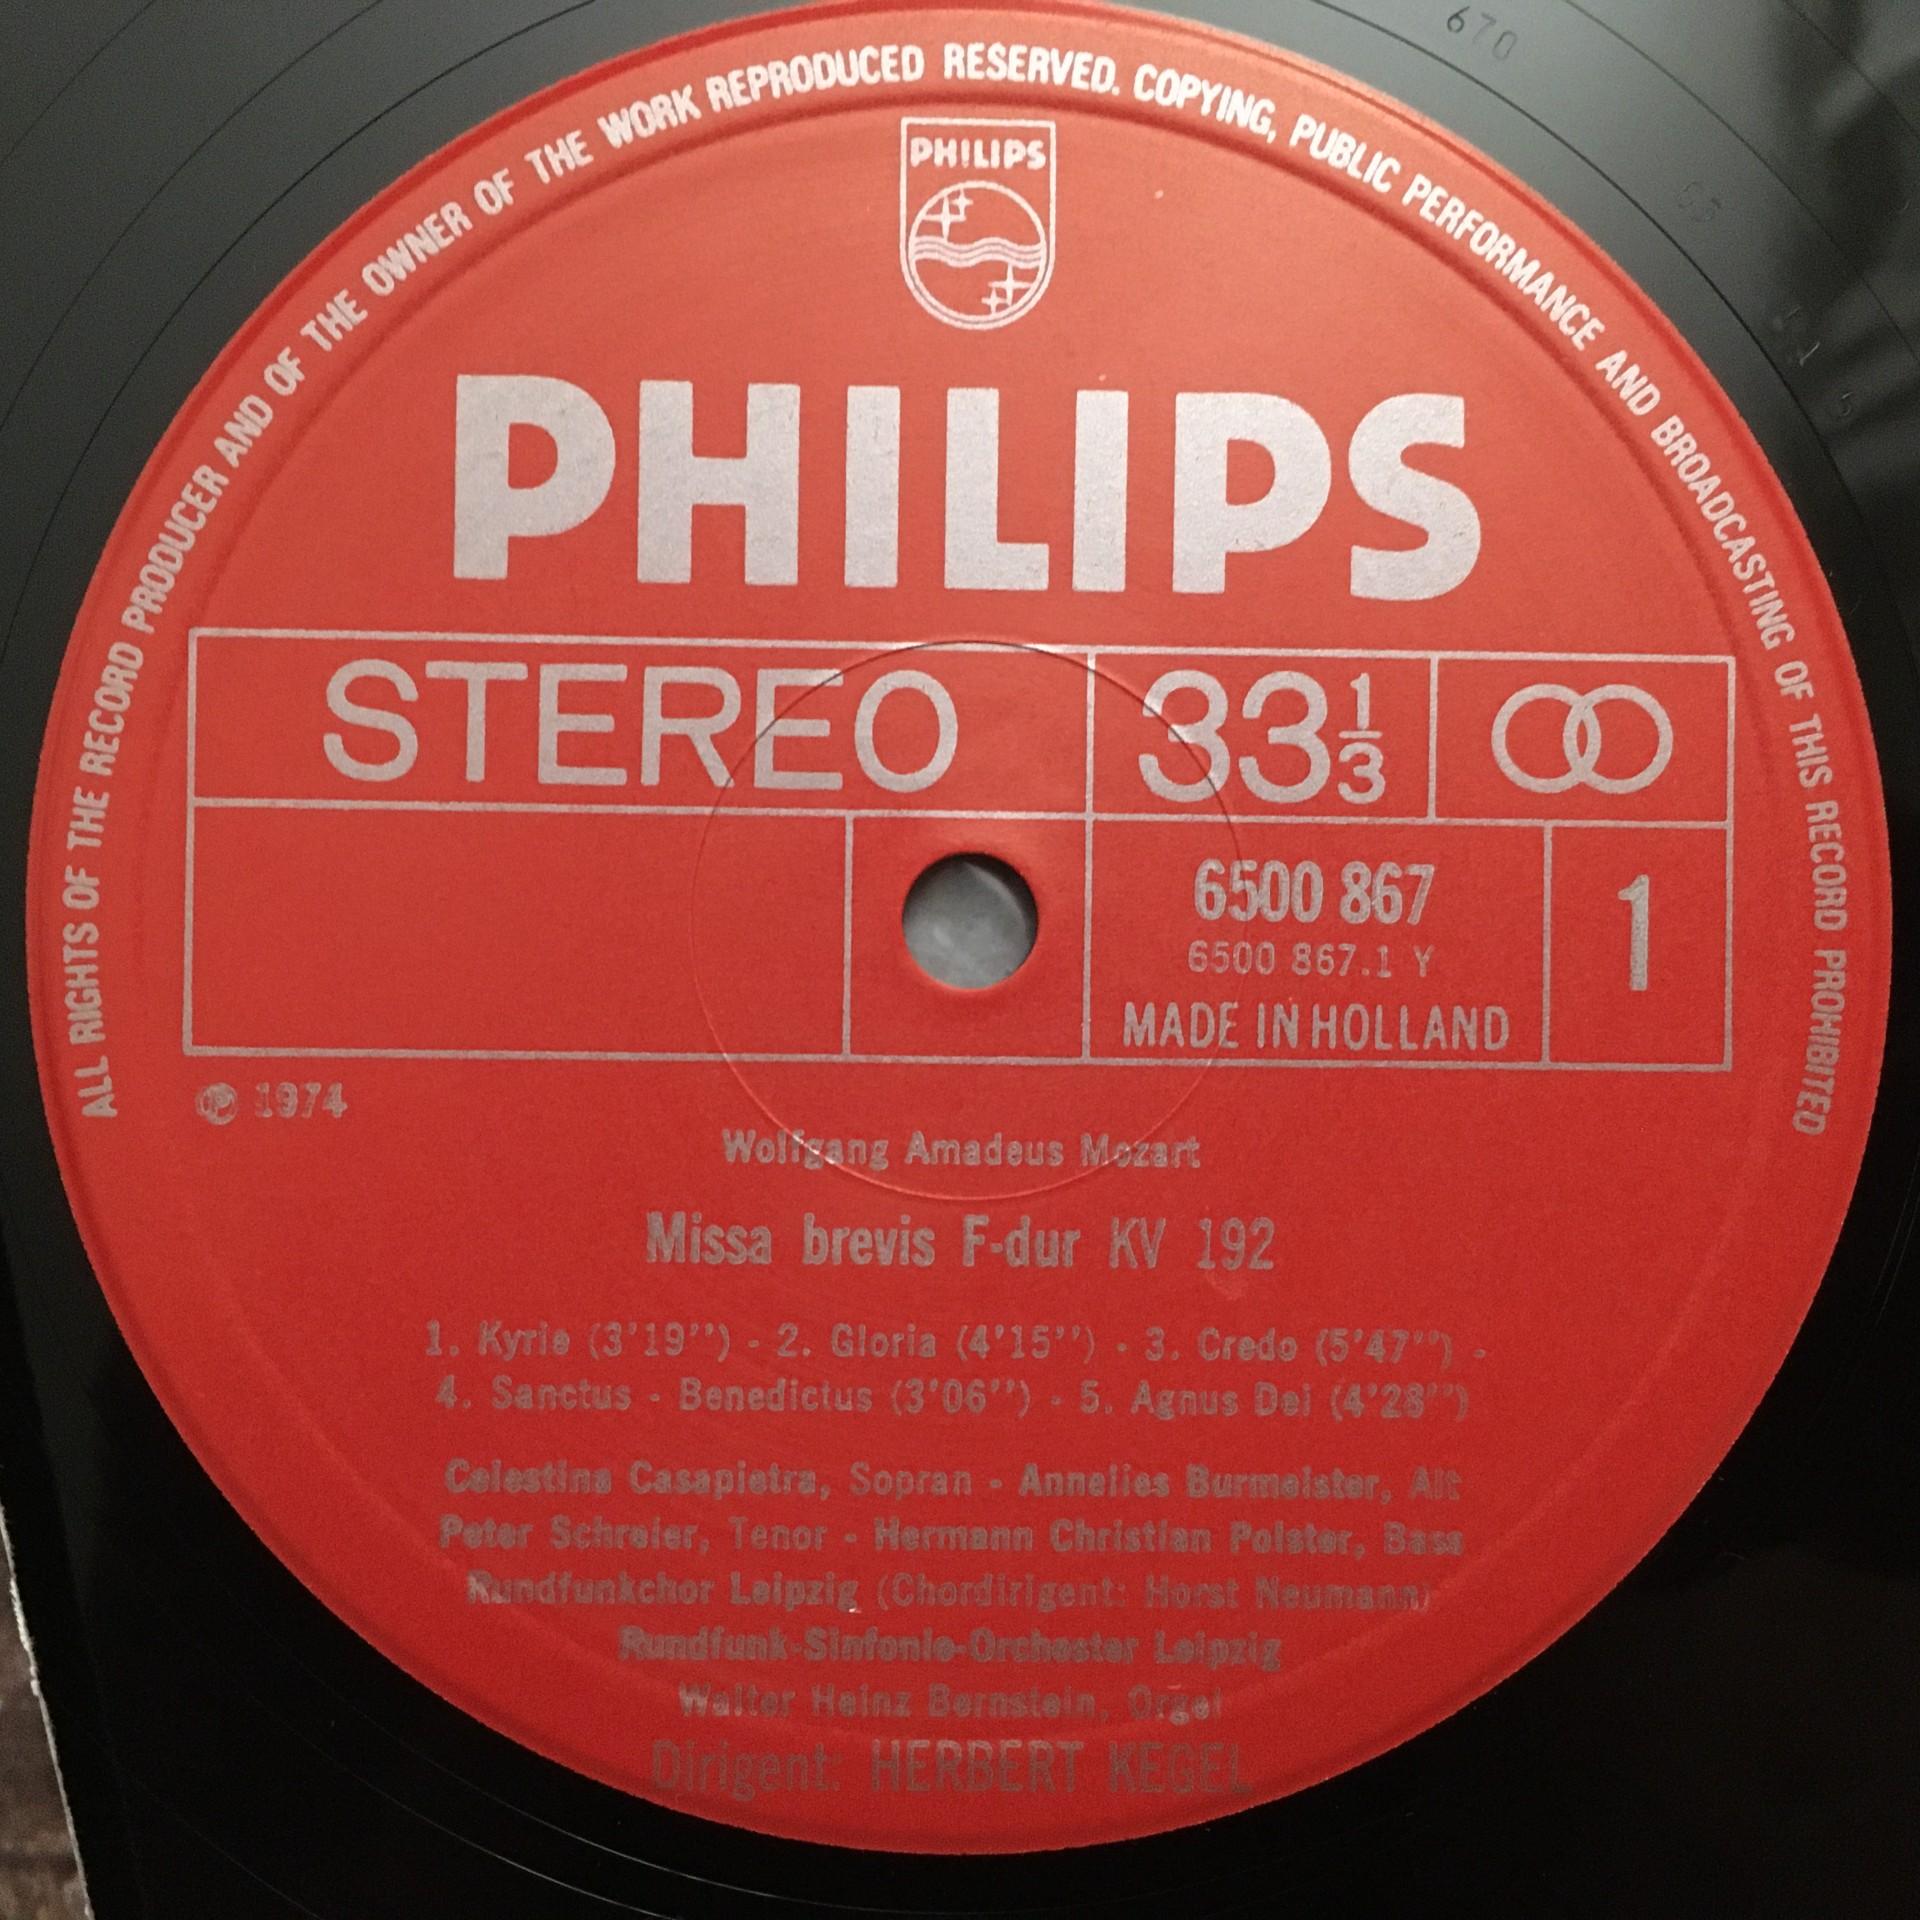 ALL RIGHTS OF THE RECORD PRODUCER AND OF THE OWNER OF THE WORK REPRODUCED RESERVED. COPYING, PUBLIC PERFORMANCE AND BROADCASTING OF THIS RECORD PROHIBITED
670
PHILIPS
PHILIPS
STEREO
33 1/3
6500 867
1
6500 867.1 Y
MADE IN HOLLAND
℗ 1974
Wolfgang Amadeus Mozart
Missa brevis F-dur KV 192
1. Kyrie (3'19'') - 2. Gloria (4'15'') - 3. Credo (5'47'') -
4. Sanctus - Benedictus (3'06'') - 5. Agnus Dei (4'28'')
Celestina Casapietra, Sopran - Annelies Burmeister, Alt
Peter Schreier, Tenor - Hermann Christian Polster, Bass
Rundfunkchor Leipzig (Chordirigent: Horst Neumann)
Rundfunk-Sinfonie-Orchester Leipzig
Walter Heinz Bernstein, Orgel
Dirigent: HERBERT KEGEL